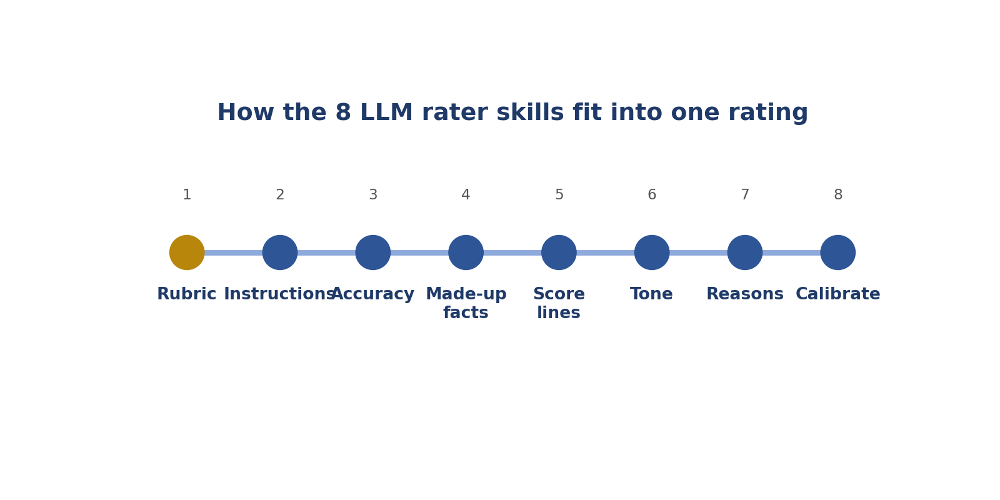 How the 8 LLM rater skills fit into one rating
1 2 3 4 5 6 7 8
Rubric Instructions Accuracy Made-up Score Tone Reasons Calibrate
facts lines